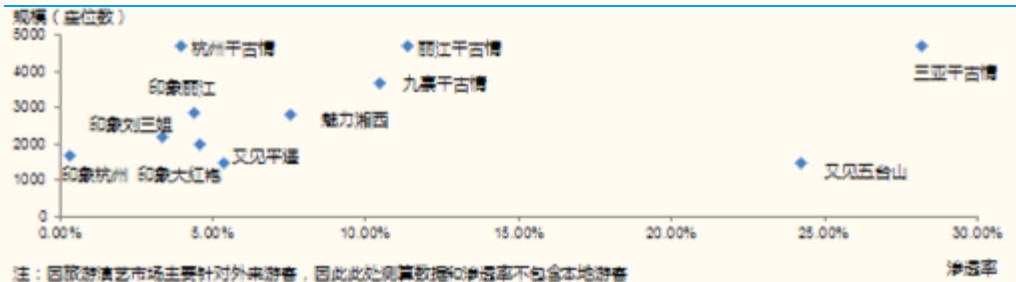 规模（座位数）
5000
杭州千古情
丽江千古情
三亚千古情
4000
九寨千古情
印象丽江
3000
魅力湘西
印象刘三姐
2000
又见平遥
印象杭州
印象大红袍
又见五台山
1000
0
0.00%
5.00%
10.00%
15.00%
20.00%
25.00%
30.00%
渗透率
注：因旅游演艺市场主要针对外来游客，因此此处测算数据和渗透率不包含本地游客